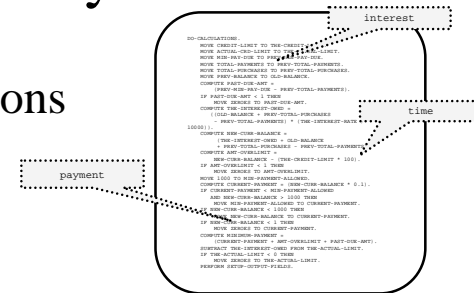 interest
ons
time
payment
DO-CALCULATIONS.
MOVE CREDIT-LIMIT TO THE-CREDIT-
MOVE ACTUAL-CRD-LIMIT TO THE-
MOVE MIN-PAY-DUE TO PREV-
MOVE TOTAL-PAYMENTS TO PREV-TOTAL-PAYMENTS.
MOVE TOTAL-PURCHASES TO PREV-TOTAL-PURCHASES.
MOVE PREV-BALANCE TO OLD-BALANCE.
COMPUTE PAST-DUE-AMT =
(PREV-MIN-PAY-DUE - PREV-TOTAL-PAYMENTS).
IF PAST-DUE-AMT < 1 THEN
MOVE ZEROES TO PAST-DUE-AMT.
COMPUTE THE-INTEREST-OWED =
((OLD-BALANCE + PREV-TOTAL-PURCHASES
- PREV-TOTAL-PAYMENTS) * (THE-INTEREST-RATE
10000)).
COMPUTE NEW-CURR-BALANCE =
(THE-INTEREST-OWED + OLD-BALANCE
+ PREV-TOTAL-PURCHASES - PREV-TOTAL-PAYMENTS
COMPUTE AMT-OVERLIMIT =
NEW-CURR-BALANCE - (THE-CREDIT-LIMIT * 100).
IF AMT-OVERLIMIT < 1 THEN
MOVE ZEROES TO AMT-OVERLIMIT.
MOVE 1000 TO MIN-PAYMENT-ALLOWED.
COMPUTE CURRENT-PAYMENT = (NEW-CURR-BALANCE * 0.1).
IF CURRENT-PAYMENT < MIN-PAYMENT-ALLOWED
AND NEW-CURR-BALANCE > 1000 THEN
MOVE MIN-PAYMENT-ALLOWED TO CURRENT-PAYMENT.
IF NEW-CURR-BALANCE < 1000 THEN
MOVE NEW-CURR-BALANCE TO CURRENT-PAYMENT.
IF NEW-CURR-BALANCE < 1 THEN
MOVE ZEROES TO CURRENT-PAYMENT.
COMPUTE MINIMUM-PAYMENT =
(CURRENT-PAYMENT + AMT-OVERLIMIT + PAST-DUE-AMT).
SUBTRACT THE-INTEREST-OWED FROM THE-ACTUAL-LIMIT.
IF THE-ACTUAL-LIMIT < 0 THEN
MOVE ZEROES TO THE-ACTUAL-LIMIT.
PERFORM SETUP-OUTPUT-FIELDS.